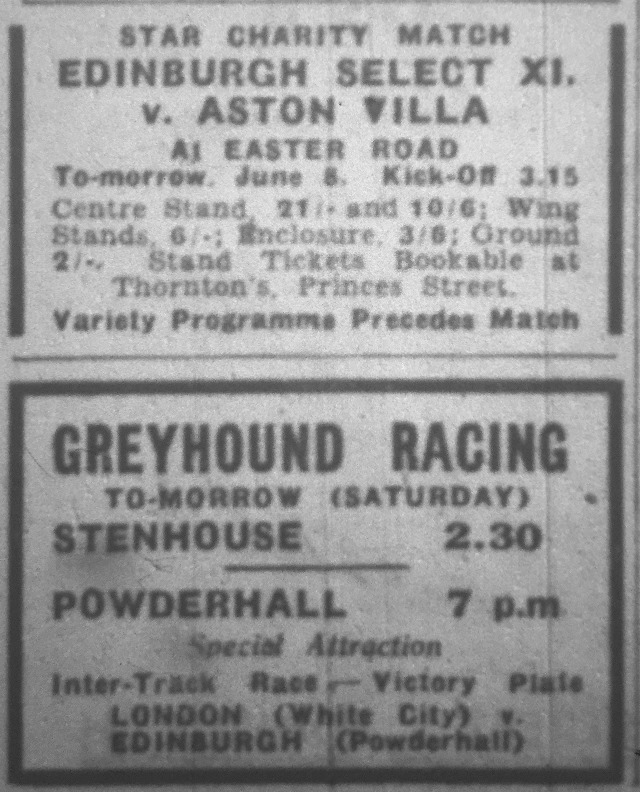 STAR CHARITY MATCH
EDINBURGH SELECT XI.
v. ASTON VILLA
At EASTER ROAD
To-morrow, June 8. Kick-Off 3.15
Centre Stand, 21/- and 10/6; Wing
Stands, 6/-; Enclosure, 3/6; Ground
2/-. Stand Tickets Bookable at
Thornton's, Princes Street.
Variety Programme Precedes Match
GREYHOUND RACING
TO-MORROW (SATURDAY)
STENHOUSE 2.30
POWDERHALL 7 p.m
Special Attraction
Inter-Track Race — Victory Plate
LONDON (White City) v.
EDINBURGH (Powderhall)